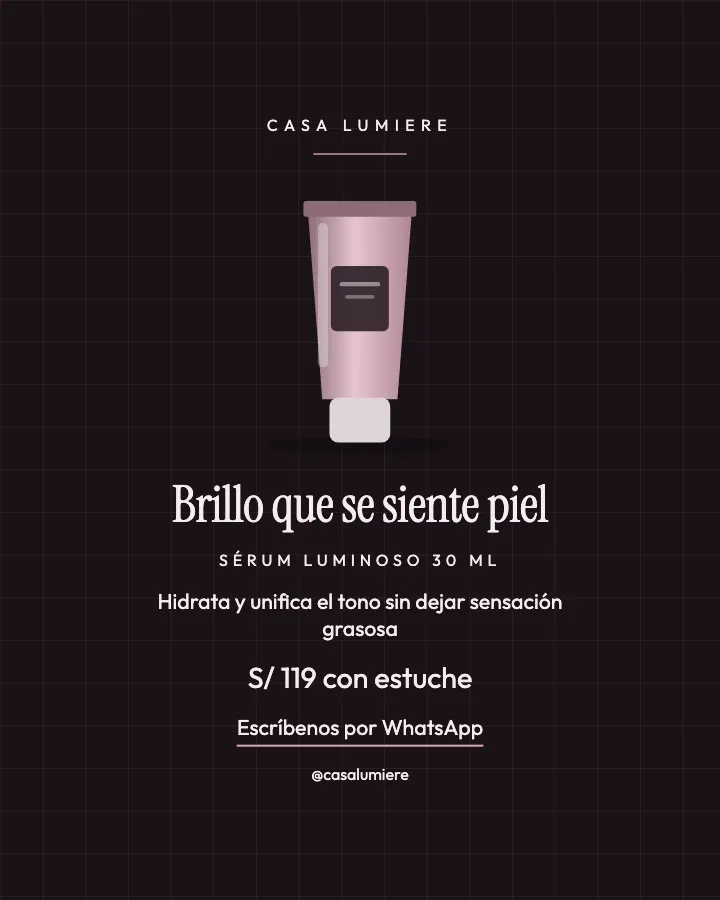 CASA LUMIERE
Brillo que se siente piel
SÉRUM LUMINOSO 30 ML
Hidrata y unifica el tono sin dejar sensación
grasosa
S/ 119 con estuche
Escríbenos por WhatsApp
@casalumiere